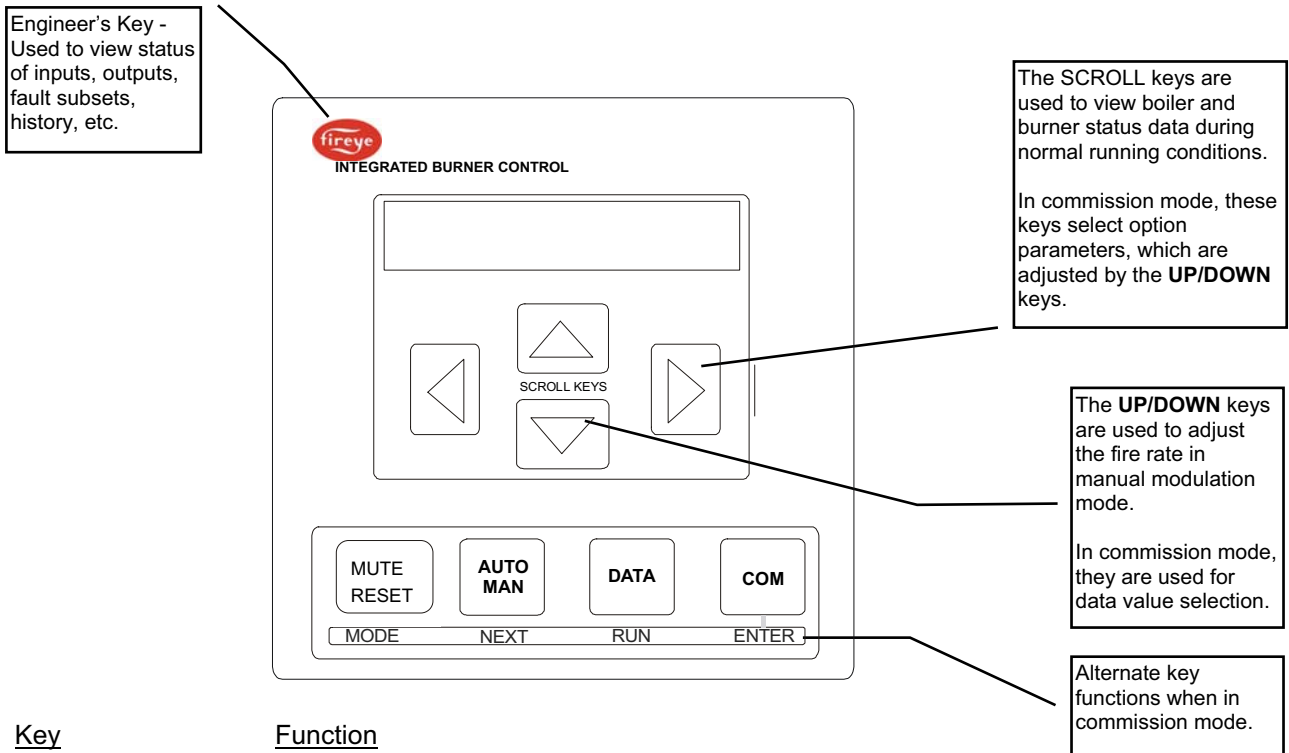 Engineer's Key -
Used to view status
of inputs, outputs,
fault subsets,
history, etc.
fireye
INTEGRATED BURNER CONTROL
The SCROLL keys are
used to view boiler and
burner status data during
normal running conditions.
In commission mode, these
keys select option
parameters, which are
adjusted by the UP/DOWN
keys.
SCROLL KEYS
The UP/DOWN keys
are used to adjust
the fire rate in
manual modulation
mode.
In commission mode,
they are used for
data value selection.
MUTE
RESET
AUTO
MAN
DATA
COM
MODE NEXT RUN ENTER
Alternate key
functions when in
commission mode.
Key Function